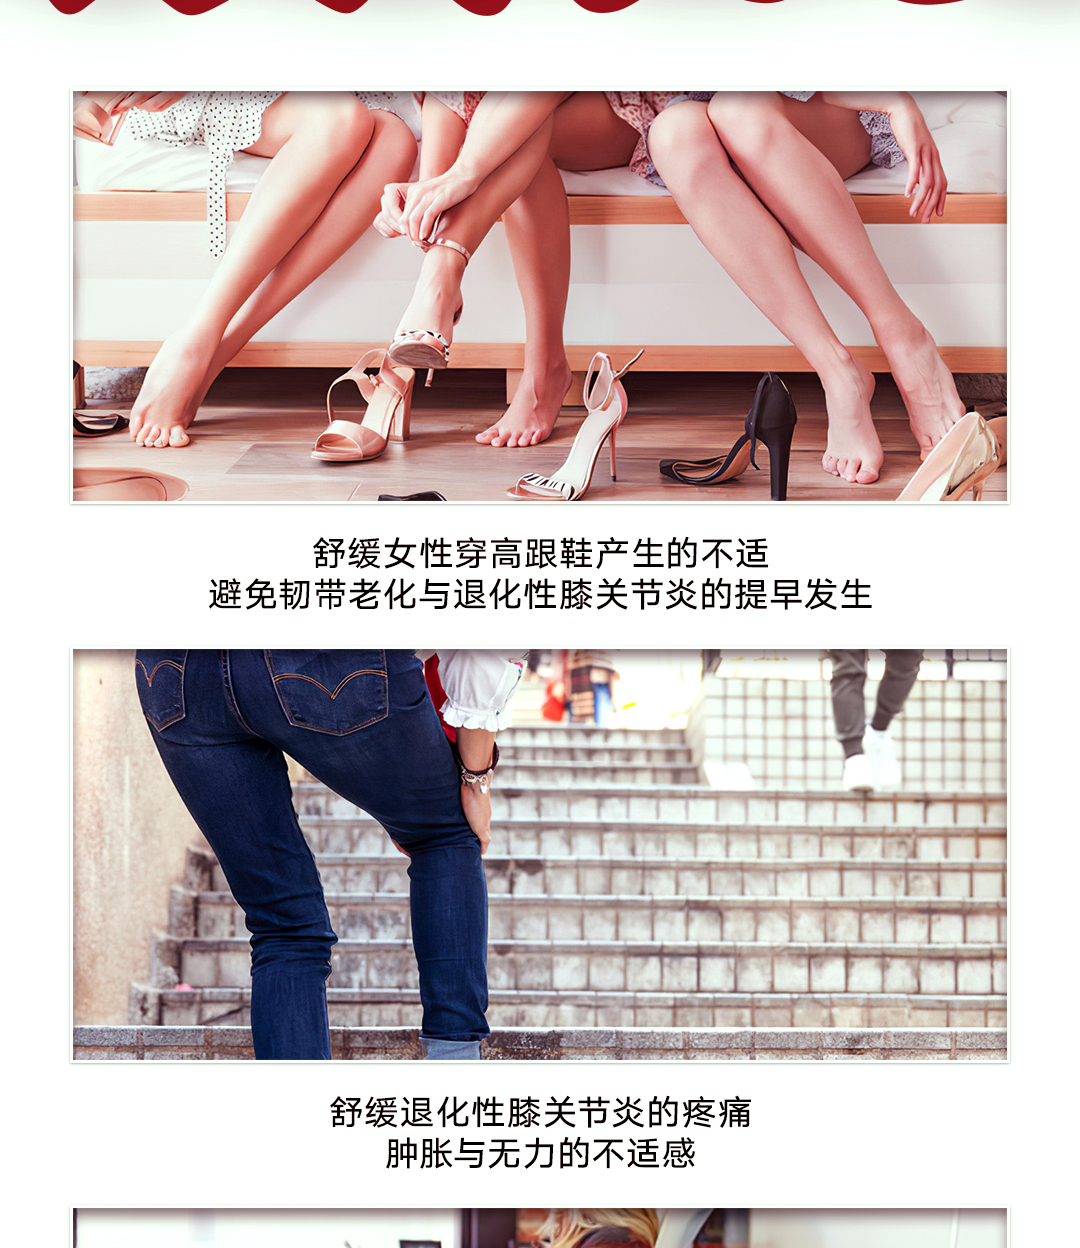 舒缓女性穿高跟鞋产生的不适
避免韧带老化与退化性膝关节炎的提早发生
舒缓退化性膝关节炎的疼痛
肿胀与无力的不适感